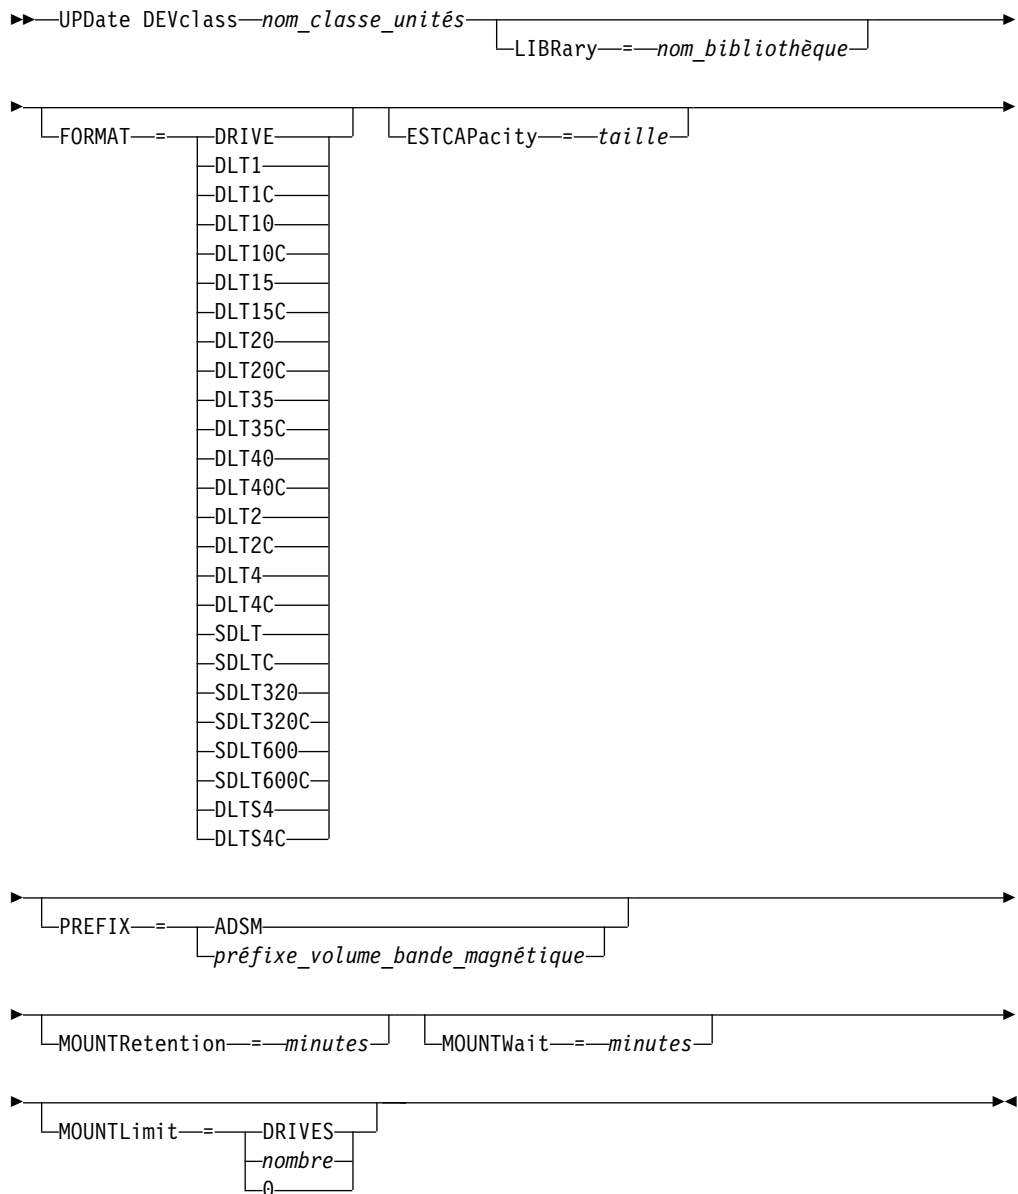 UPDate DEVclass nom_classe_unités
LIBRary = nom_bibliothèque
FORMAT = DRIVE ESTCAPacity = taille
DLT1
DLT1C
DLT10
DLT10C
DLT15
DLT15C
DLT20
DLT20C
DLT35
DLT35C
DLT40
DLT40C
DLT2
DLT2C
DLT4
DLT4C
SDLT
SDLTC
SDLT320
SDLT320C
SDLT600
SDLT600C
DLTS4
DLTS4C
PREFIX = ADSM
préfixe_volume_bande_magnétique
MOUNTRetention = minutes MOUNTWait = minutes
MOUNTLimit = DRIVES
nombre
0